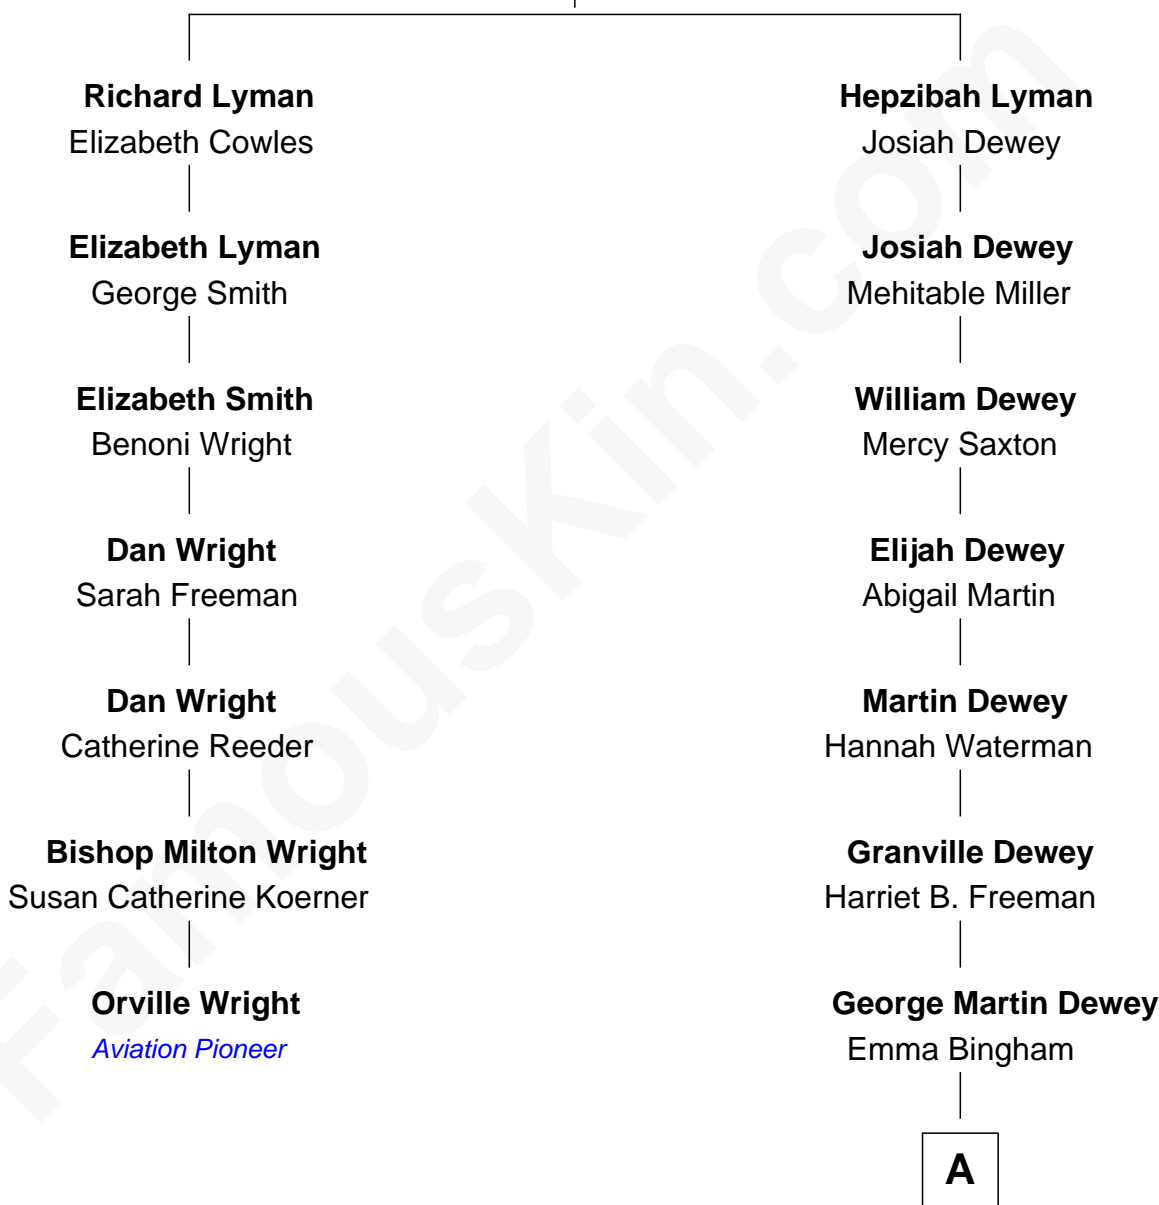 Richard Lyman
Elizabeth Cowles
Elizabeth Lyman
George Smith
Elizabeth Smith
Benoni Wright
Dan Wright
Sarah Freeman
Dan Wright
Catherine Reeder
Bishop Milton Wright
Susan Catherine Koerner
Orville Wright
Aviation Pioneer
Hepzibah Lyman
Josiah Dewey
Josiah Dewey
Mehitable Miller
William Dewey
Mercy Saxton
Elijah Dewey
Abigail Martin
Martin Dewey
Hannah Waterman
Granville Dewey
Harriet B. Freeman
George Martin Dewey
Emma Bingham
A
FamousKin.com